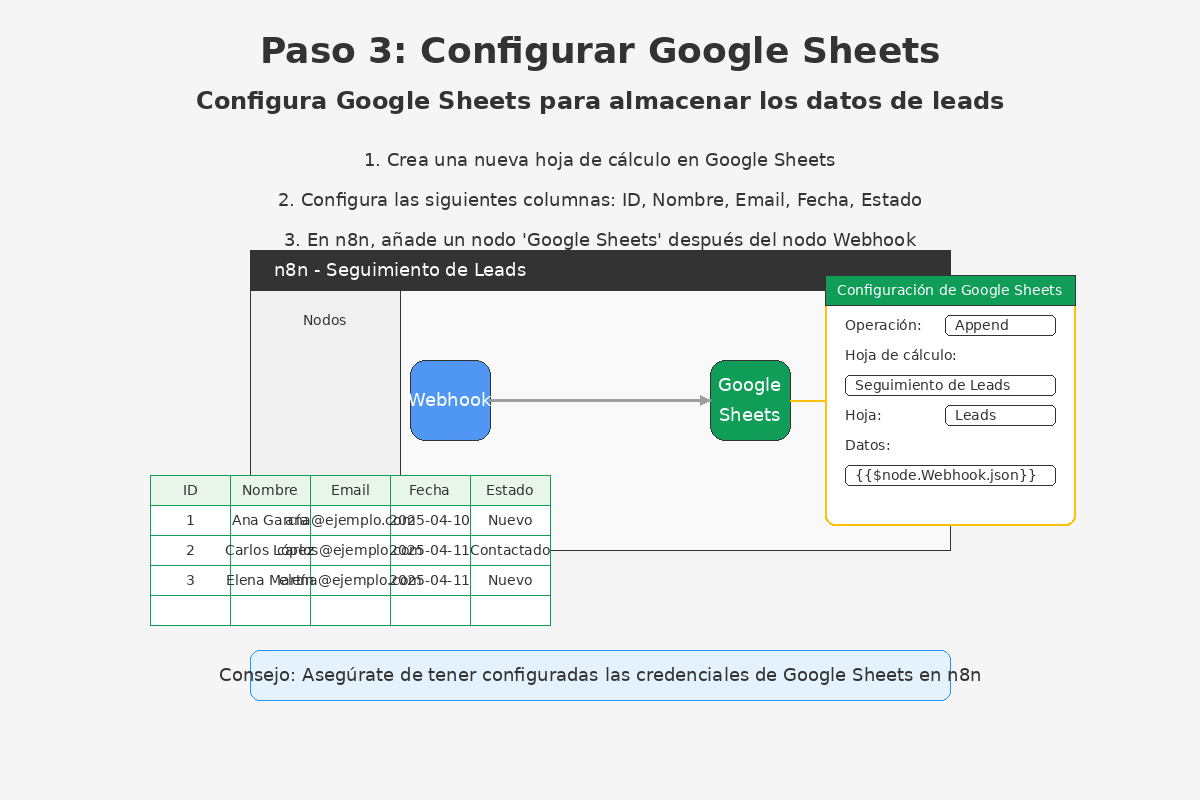 Paso 3: Configurar Google Sheets
Configura Google Sheets para almacenar los datos de leads
1. Crea una nueva hoja de cálculo en Google Sheets
2. Configura las siguientes columnas: ID, Nombre, Email, Fecha, Estado
3. En n8n, añade un nodo 'Google Sheets' después del nodo Webhook
n8n - Seguimiento de Leads
Nodos
Webhook
Google
Sheets
Configuración de Google Sheets
Operación: Append
Hoja de cálculo:
Seguimiento de Leads
Hoja: Leads
Datos:
{{$node.Webhook.json}}
ID Nombre Email Fecha Estado
1 Ana García ana@ejemplo.com 2025-04-10 Nuevo
2 Carlos López carlos@ejemplo.com 2025-04-11 Contactado
3 Elena Martín elena@ejemplo.com 2025-04-11 Nuevo
Consejo: Asegúrate de tener configuradas las credenciales de Google Sheets en n8n